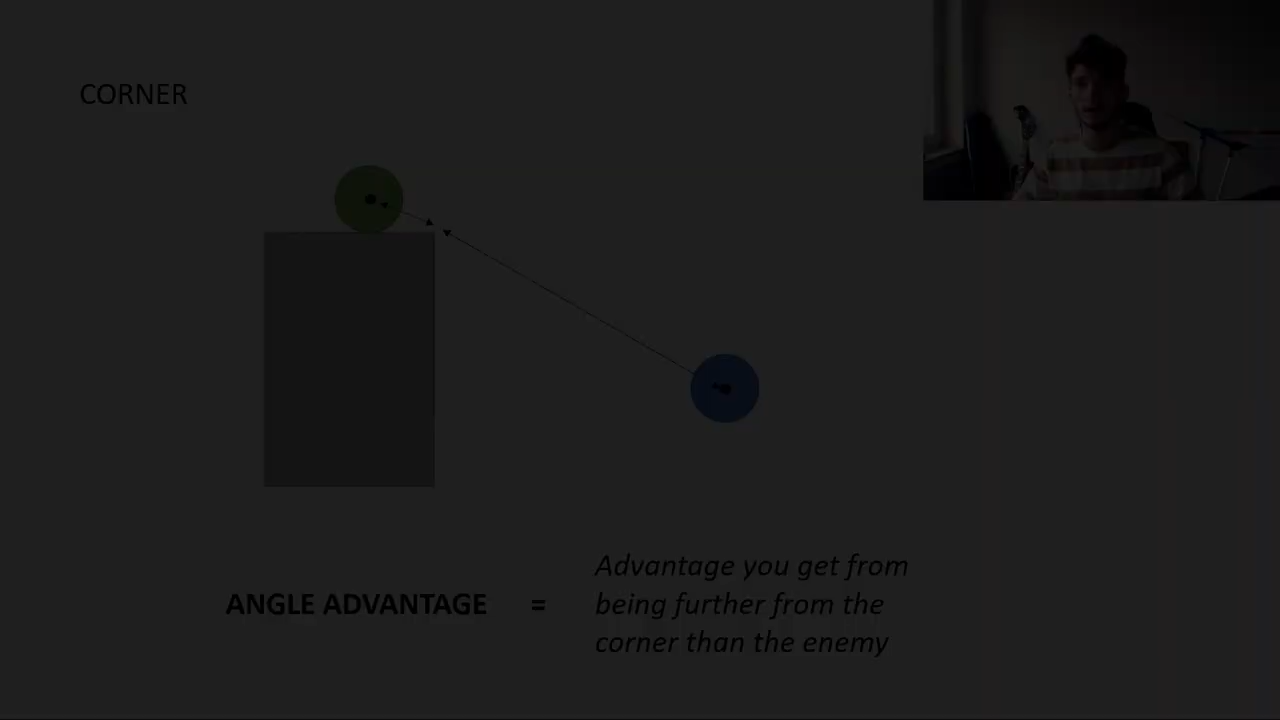 CORNER
ANGLE ADVANTAGE = Advantage you get from
being further from the
corner than the enemy